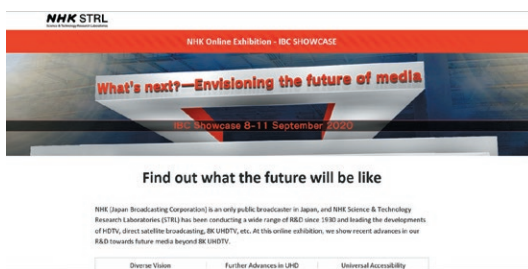 NHK STRL
Science & Technology Research Laboratories
NHK Online Exhibition - IBC SHOWCASE
What's next?—Envisioning the future of media
IBC Showcase 8-11 September 2020
Find out what the future will be like
NHK (Japan Broadcasting Corporation) is an only public broadcaster in Japan, and NHK Science & Technology
Research Laboratories (STRL) has been conducting a wide range of R&D since 1930 and leading the developments
of HDTV, direct satellite broadcasting, 8K UHDTV, etc. At this online exhibition, we show recent advances in our
R&D towards future media beyond 8K UHDTV.
Diverse Vision Further Advances in UHD Universal Accessibility